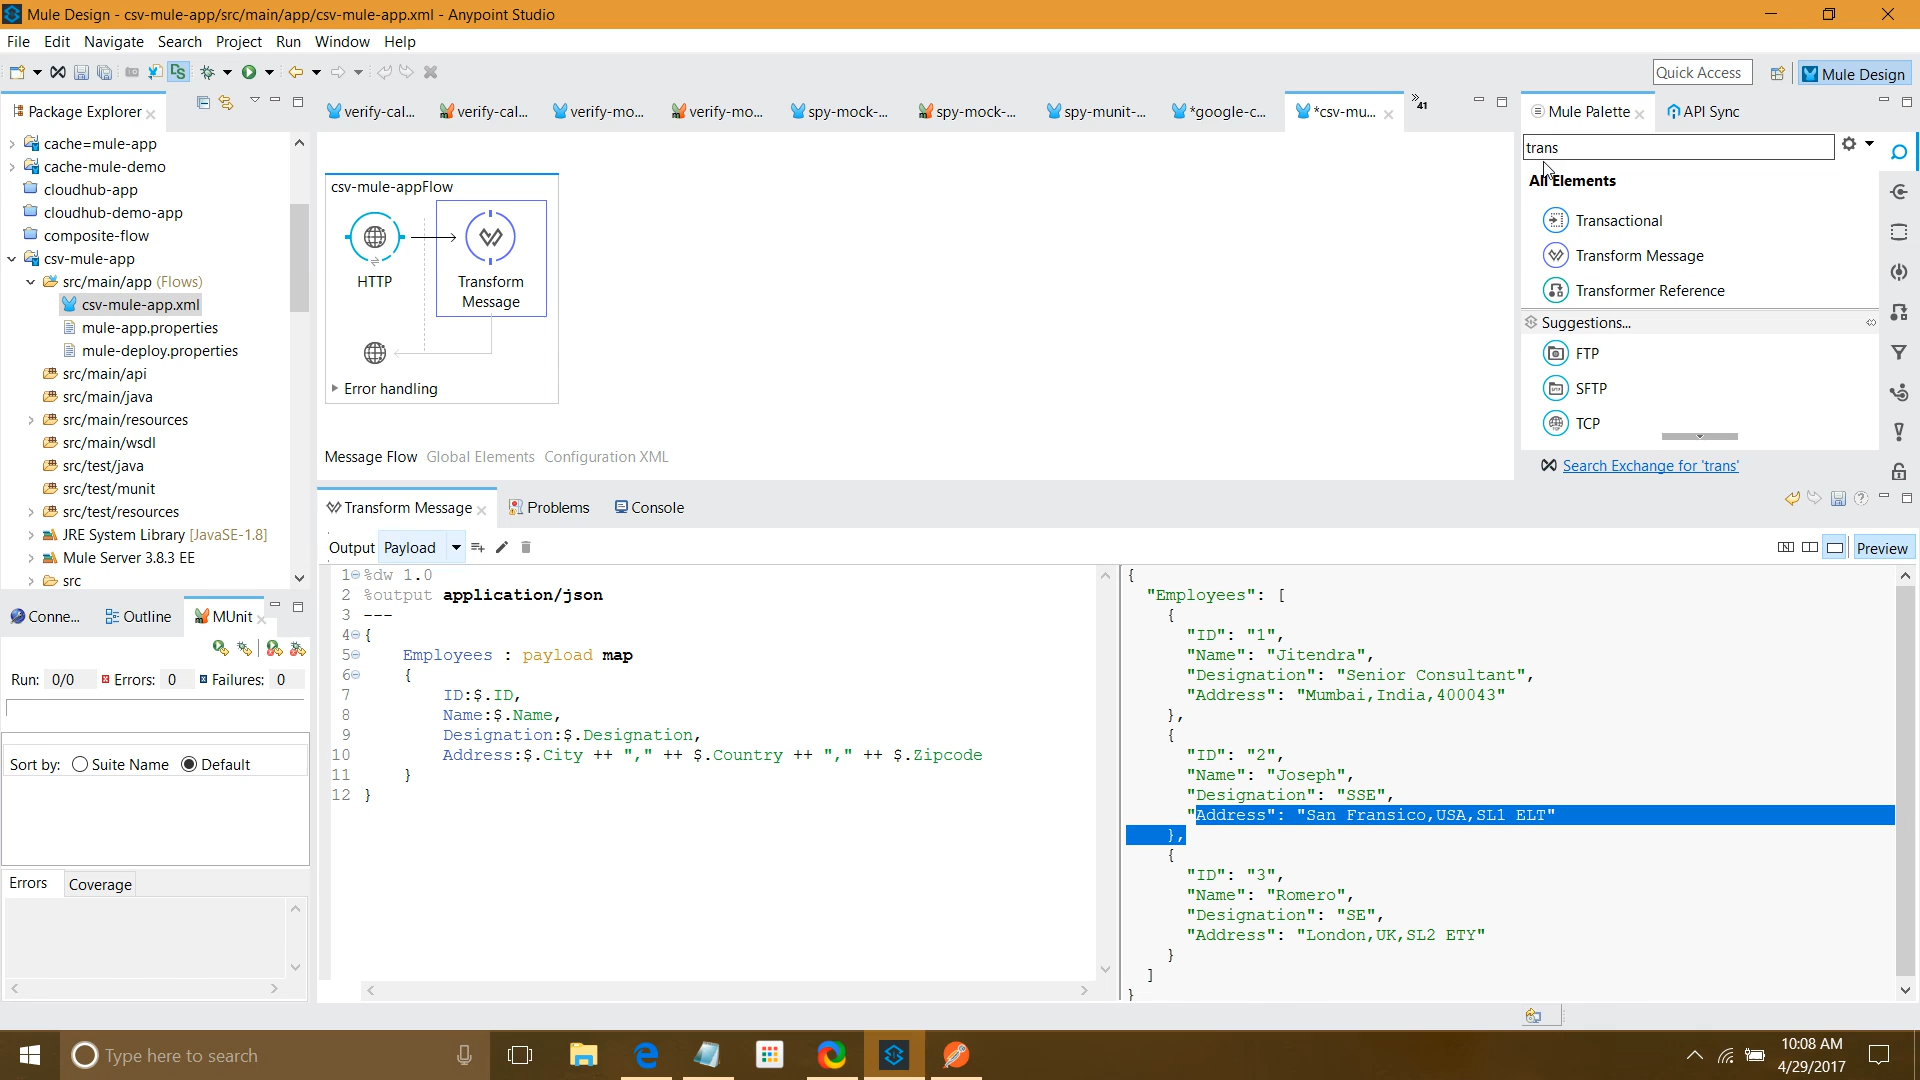 Mule Design - csv-mule-app/src/main/app/csv-mule-app.xml - Anypoint Studio
File Edit Navigate Search Project Run Window Help
Quick Access
Mule Design
Package Explorer
verify-cal...
verify-cal...
verify-mo...
verify-mo...
spy-mock-...
spy-mock-...
spy-munit-...
*google-c...
*csv-mu...
»41
Mule Palette
API Sync
cache=mule-app
cache-mule-demo
cloudhub-app
cloudhub-demo-app
composite-flow
csv-mule-app
src/main/app (Flows)
csv-mule-app.xml
mule-app.properties
mule-deploy.properties
src/main/api
src/main/java
src/main/resources
src/main/wsdl
src/test/java
src/test/munit
src/test/resources
JRE System Library [JavaSE-1.8]
Mule Server 3.8.3 EE
src
csv-mule-appFlow
HTTP
Transform
Message
Error handling
Message Flow Global Elements Configuration XML
trans
All Elements
Transactional
Transform Message
Transformer Reference
Suggestions...
FTP
SFTP
TCP
Search Exchange for 'trans'
Transform Message
Problems
Console
Output Payload
Preview
1 %dw 1.0
2 %output application/json
3 ---
4 {
5 Employees : payload map
6 {
7 ID:$.ID,
8 Name:$.Name,
9 Designation:$.Designation,
10 Address:$.City ++ "," ++ $.Country ++ "," ++ $.Zipcode
11 }
12 }
{
"Employees": [
{
"ID": "1",
"Name": "Jitendra",
"Designation": "Senior Consultant",
"Address": "Mumbai,India,400043"
},
{
"ID": "2",
"Name": "Joseph",
"Designation": "SSE",
"Address": "San Fransico,USA,SL1 ELT"
},
{
"ID": "3",
"Name": "Romero",
"Designation": "SE",
"Address": "London,UK,SL2 ETY"
}
]
}
Conne...
Outline
MUnit
Run: 0/0 Errors: 0 Failures: 0
Sort by: Suite Name Default
Errors
Coverage
Type here to search
10:08 AM
4/29/2017